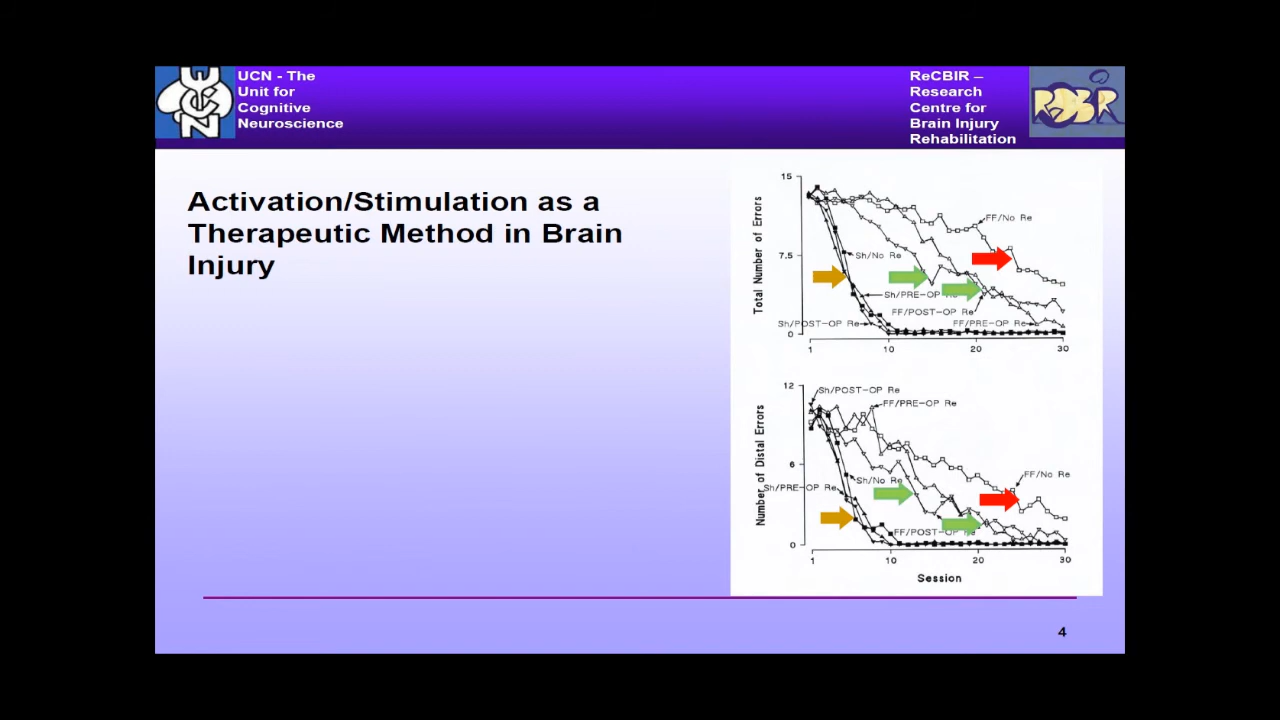 UCN - The
Unit for
Cognitive
Neuroscience
ReCBIR –
Research
Centre for
Brain Injury
Rehabilitation
UCN
ReCBIR
Activation/Stimulation as a
Therapeutic Method in Brain
Injury
Total Number of Errors
15
7.5
0
FF/No Re
Sh/No Re
Sh/PRE-OP Re
FF/POST-OP Re
Sh/POST-OP Re
FF/PRE-OP Re
1
10
20
30
Number of Distal Errors
12
6
0
Sh/POST-OP Re
FF/PRE-OP Re
FF/No Re
Sh/No Re
Sh/PRE-OP Re
FF/POST-OP Re
1
10
20
30
Session
4